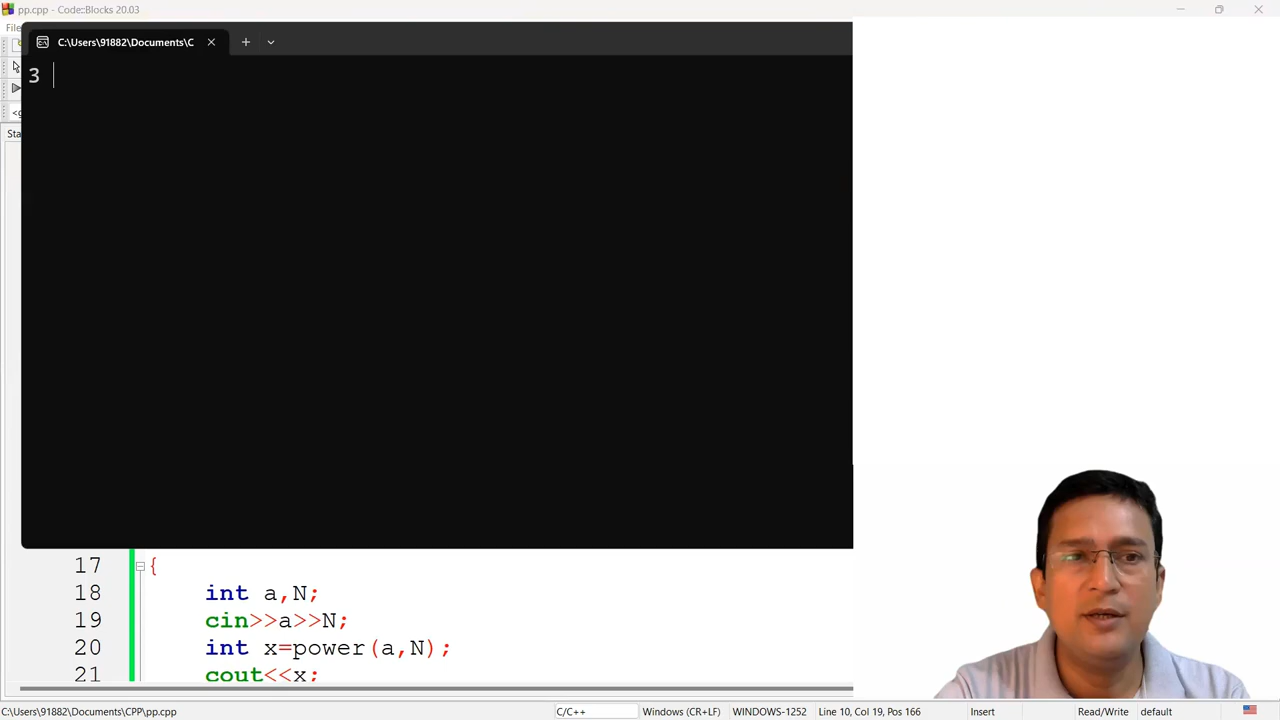 pp.cpp - Code::Blocks 20.03
C:\Users\91882\Documents\C
3
17 {
18 int a,N;
19 cin>>a>>N;
20 int x=power(a,N);
21 cout<<x;
C:\Users\91882\Documents\CPP\pp.cpp C/C++ Windows (CR+LF) WINDOWS-1252 Line 10, Col 19, Pos 166 Insert Read/Write default